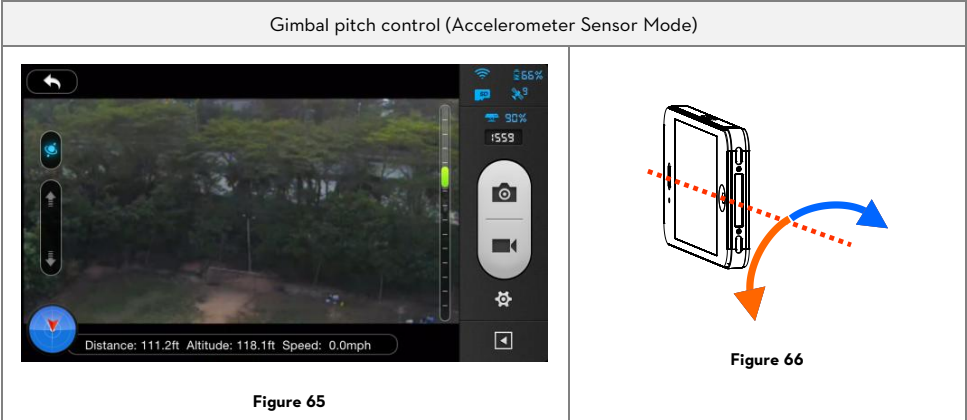 Gimbal pitch control (Accelerometer Sensor Mode)
66%
SD
9
90%
1559
Distance: 111.2ft Altitude: 118.1ft Speed: 0.0mph
Figure 65
Figure 66